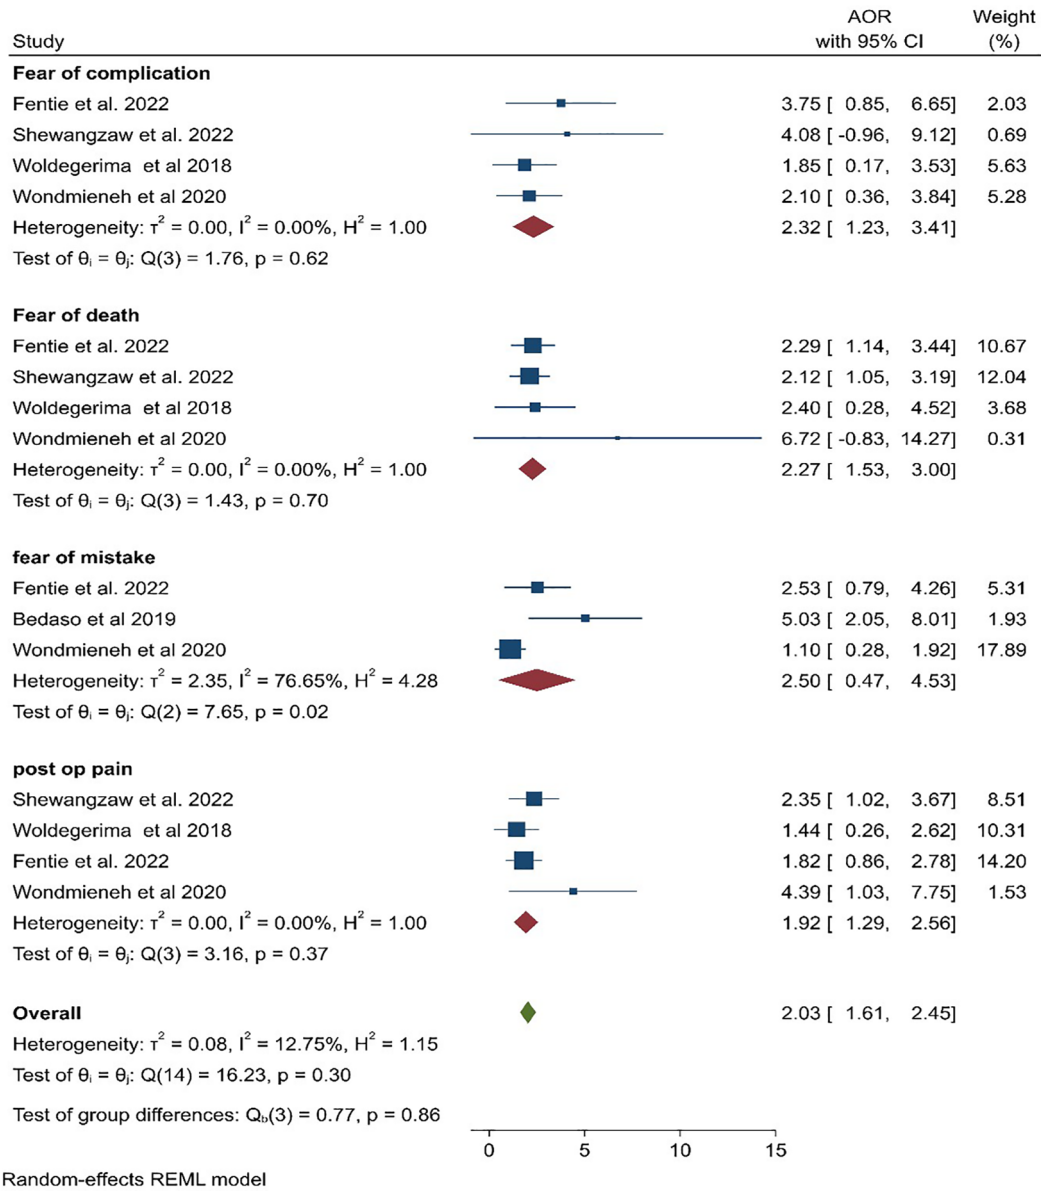 AOR Weight
Study with 95% CI (%)
Fear of complication
Fentie et al. 2022 3.75 [ 0.85, 6.65] 2.03
Shewangzaw et al. 2022 4.08 [ -0.96, 9.12] 0.69
Woldegerima et al 2018 1.85 [ 0.17, 3.53] 5.63
Wondmieneh et al 2020 2.10 [ 0.36, 3.84] 5.28
Heterogeneity: τ² = 0.00, I² = 0.00%, H² = 1.00 2.32 [ 1.23, 3.41]
Test of θᵢ = θⱼ: Q(3) = 1.76, p = 0.62
Fear of death
Fentie et al. 2022 2.29 [ 1.14, 3.44] 10.67
Shewangzaw et al. 2022 2.12 [ 1.05, 3.19] 12.04
Woldegerima et al 2018 2.40 [ 0.28, 4.52] 3.68
Wondmieneh et al 2020 6.72 [ -0.83, 14.27] 0.31
Heterogeneity: τ² = 0.00, I² = 0.00%, H² = 1.00 2.27 [ 1.53, 3.00]
Test of θᵢ = θⱼ: Q(3) = 1.43, p = 0.70
fear of mistake
Fentie et al. 2022 2.53 [ 0.79, 4.26] 5.31
Bedaso et al 2019 5.03 [ 2.05, 8.01] 1.93
Wondmieneh et al 2020 1.10 [ 0.28, 1.92] 17.89
Heterogeneity: τ² = 2.35, I² = 76.65%, H² = 4.28 2.50 [ 0.47, 4.53]
Test of θᵢ = θⱼ: Q(2) = 7.65, p = 0.02
post op pain
Shewangzaw et al. 2022 2.35 [ 1.02, 3.67] 8.51
Woldegerima et al 2018 1.44 [ 0.26, 2.62] 10.31
Fentie et al. 2022 1.82 [ 0.86, 2.78] 14.20
Wondmieneh et al 2020 4.39 [ 1.03, 7.75] 1.53
Heterogeneity: τ² = 0.00, I² = 0.00%, H² = 1.00 1.92 [ 1.29, 2.56]
Test of θᵢ = θⱼ: Q(3) = 3.16, p = 0.37
Overall 2.03 [ 1.61, 2.45]
Heterogeneity: τ² = 0.08, I² = 12.75%, H² = 1.15
Test of θᵢ = θⱼ: Q(14) = 16.23, p = 0.30
Test of group differences: Q_b(3) = 0.77, p = 0.86
0 5 10 15
Random-effects REML model